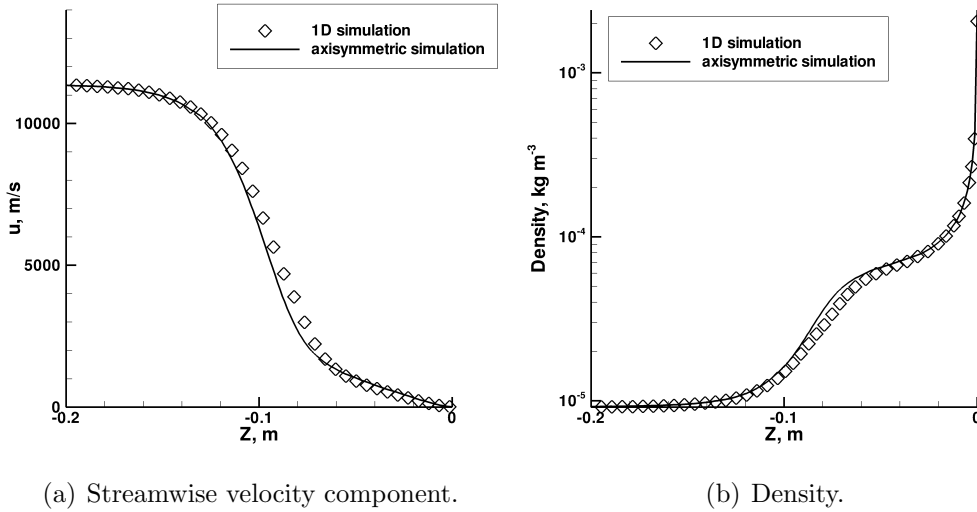 1D simulation
axisymmetric simulation
10000
5000
0
-0.2
-0.1
0
u, m/s
Z, m
(a) Streamwise velocity component.
1D simulation
axisymmetric simulation
10⁻³
10⁻⁴
10⁻⁵
-0.2
-0.1
0
Density, kg m⁻³
Z, m
(b) Density.